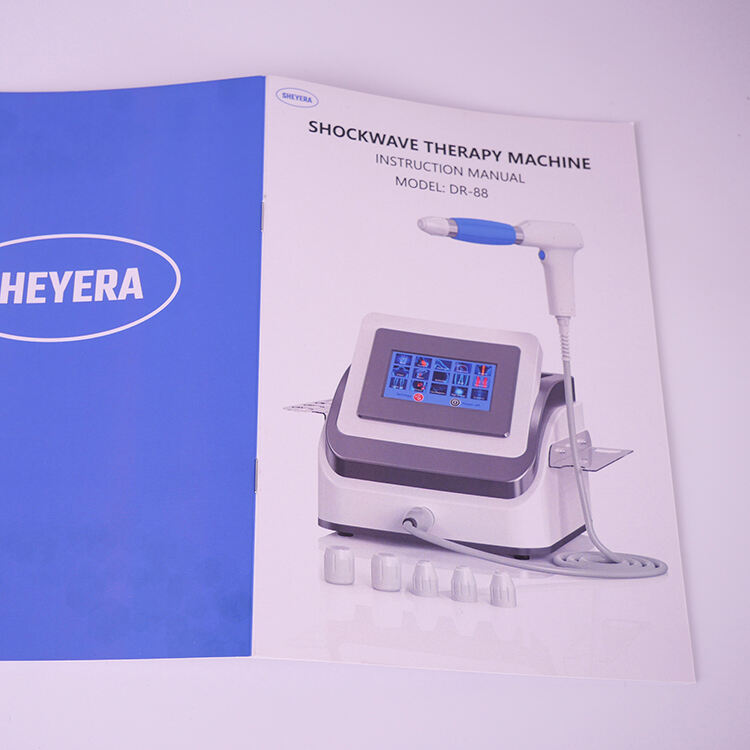 SHEYERA
SHOCKWAVE THERAPY MACHINE
INSTRUCTION MANUAL
MODEL: DR-88
HEYERA